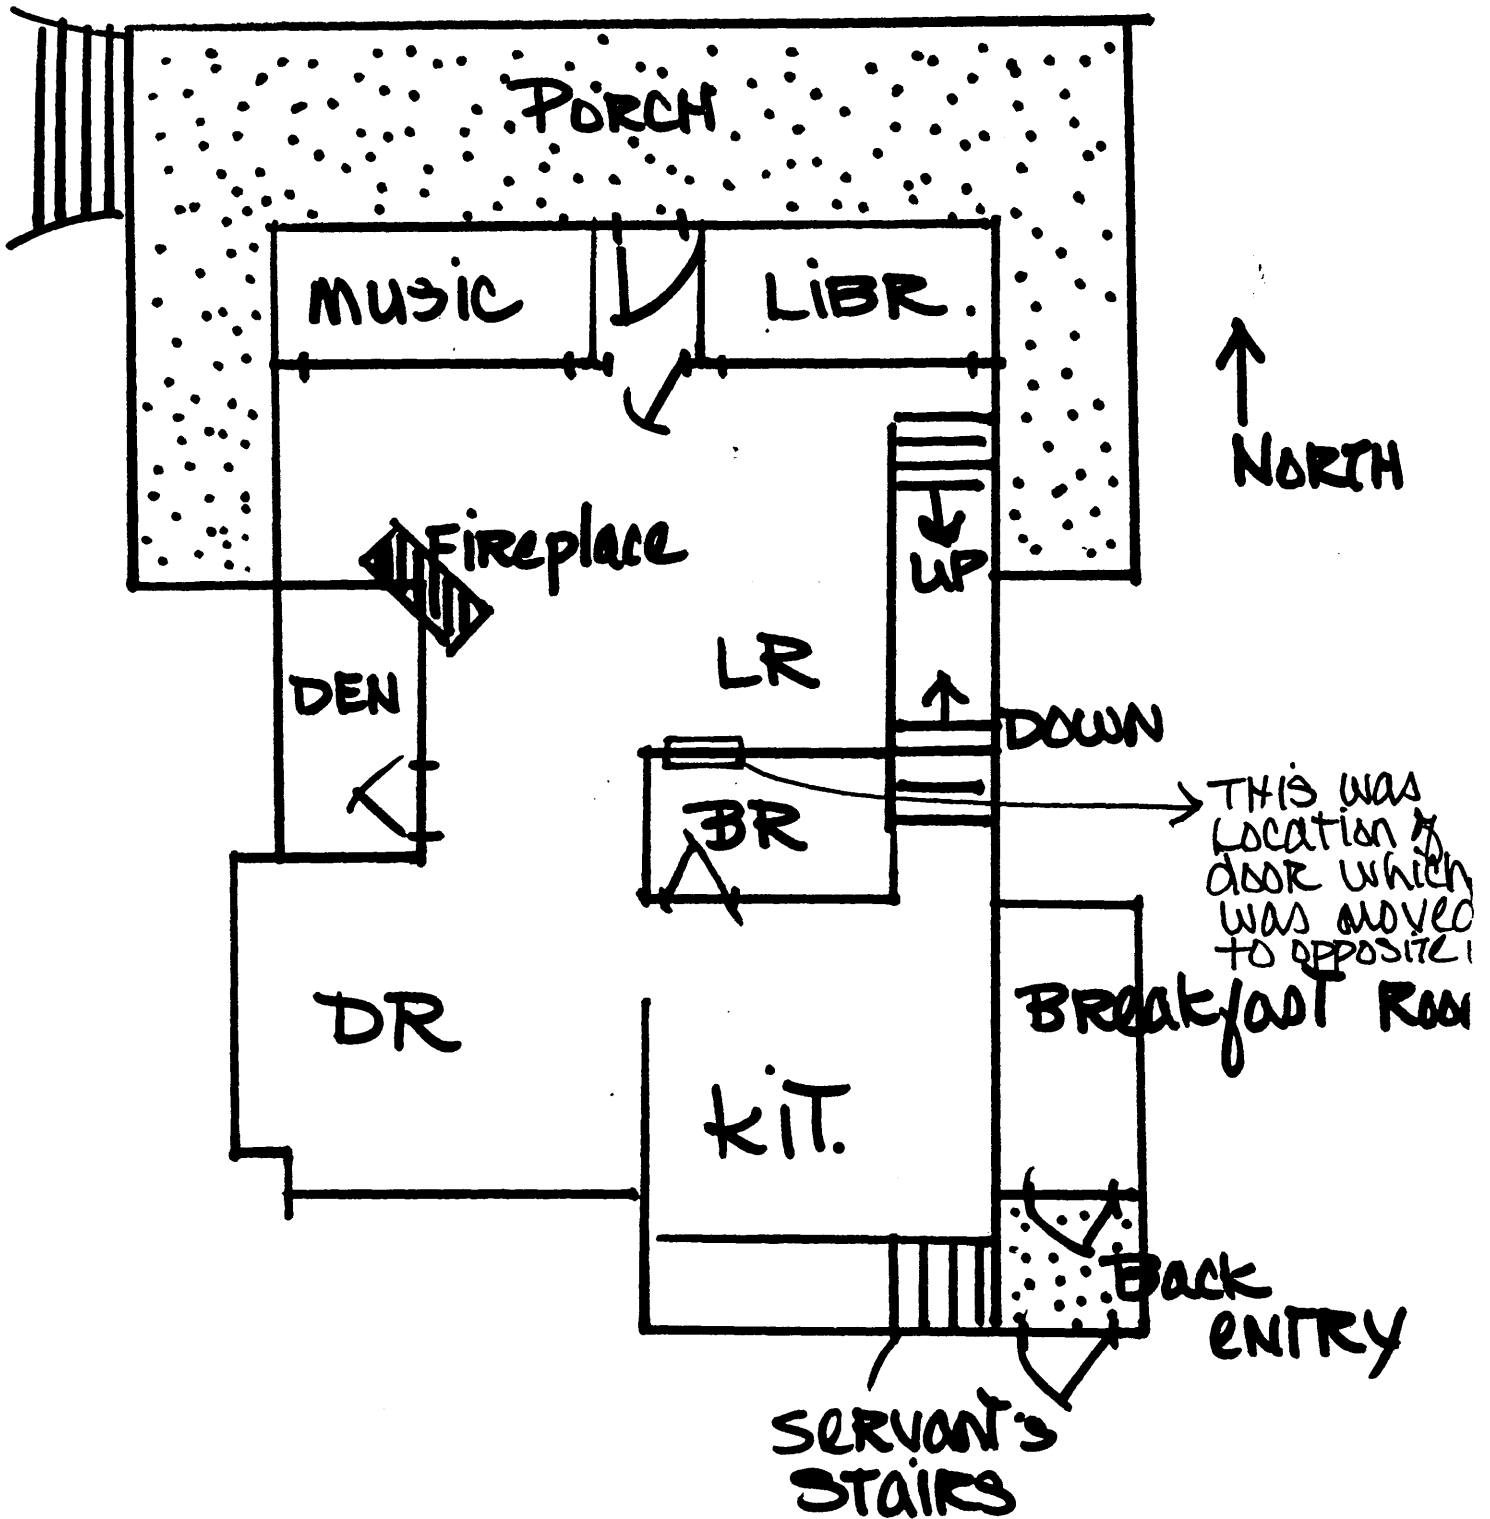 PORCH
MUSIC
LIBR.
NORTH
Fireplace
UP
LR
DEN
DOWN
BR
THIS WAS
LOCATION of
door which
was moved
to opposite
DR
Breakfast
KIT.
Back
ENTRY
SERVANT'S
STAIRS